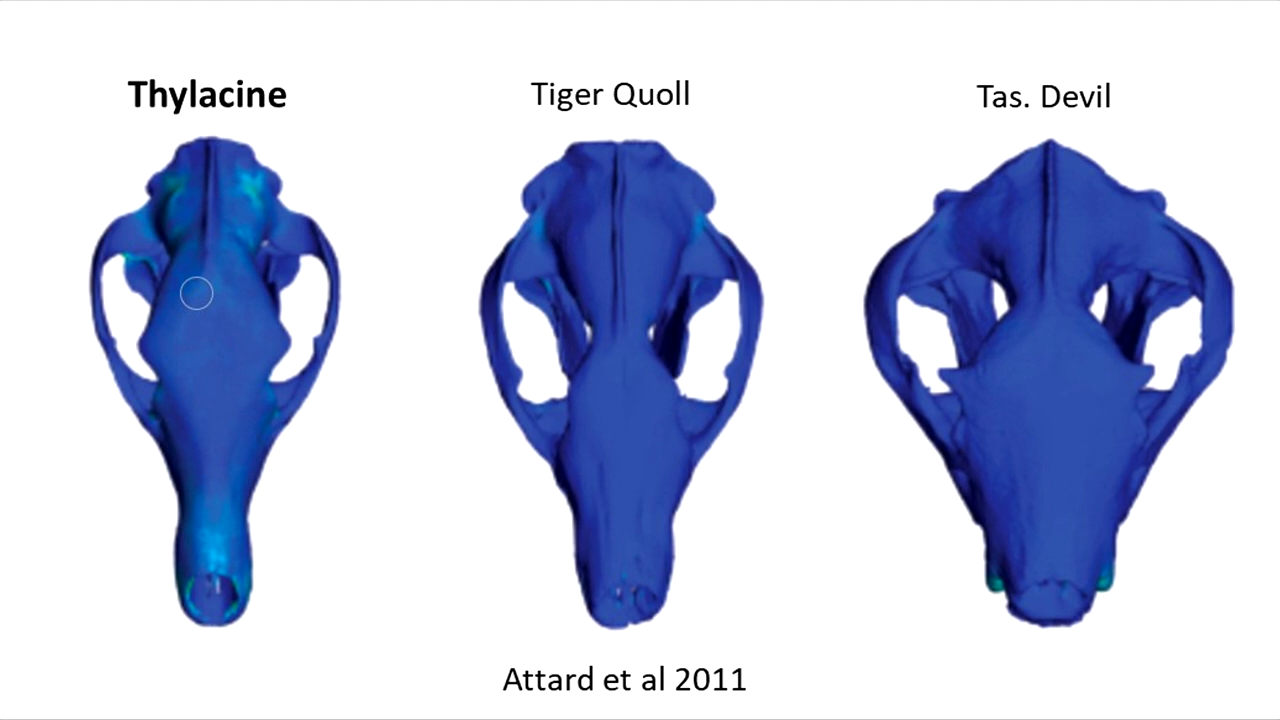 Thylacine
Tiger Quoll
Tas. Devil
Attard et al 2011